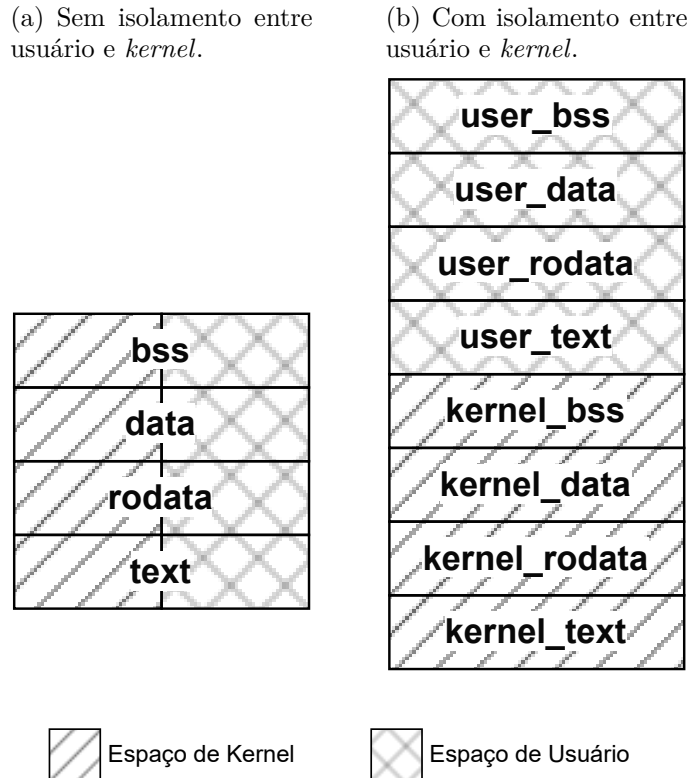 (a) Sem isolamento entre
usuário e kernel.
(b) Com isolamento entre
usuário e kernel.
bss
data
rodata
text
user_bss
user_data
user_rodata
user_text
kernel_bss
kernel_data
kernel_rodata
kernel_text
Espaço de Kernel
Espaço de Usuário